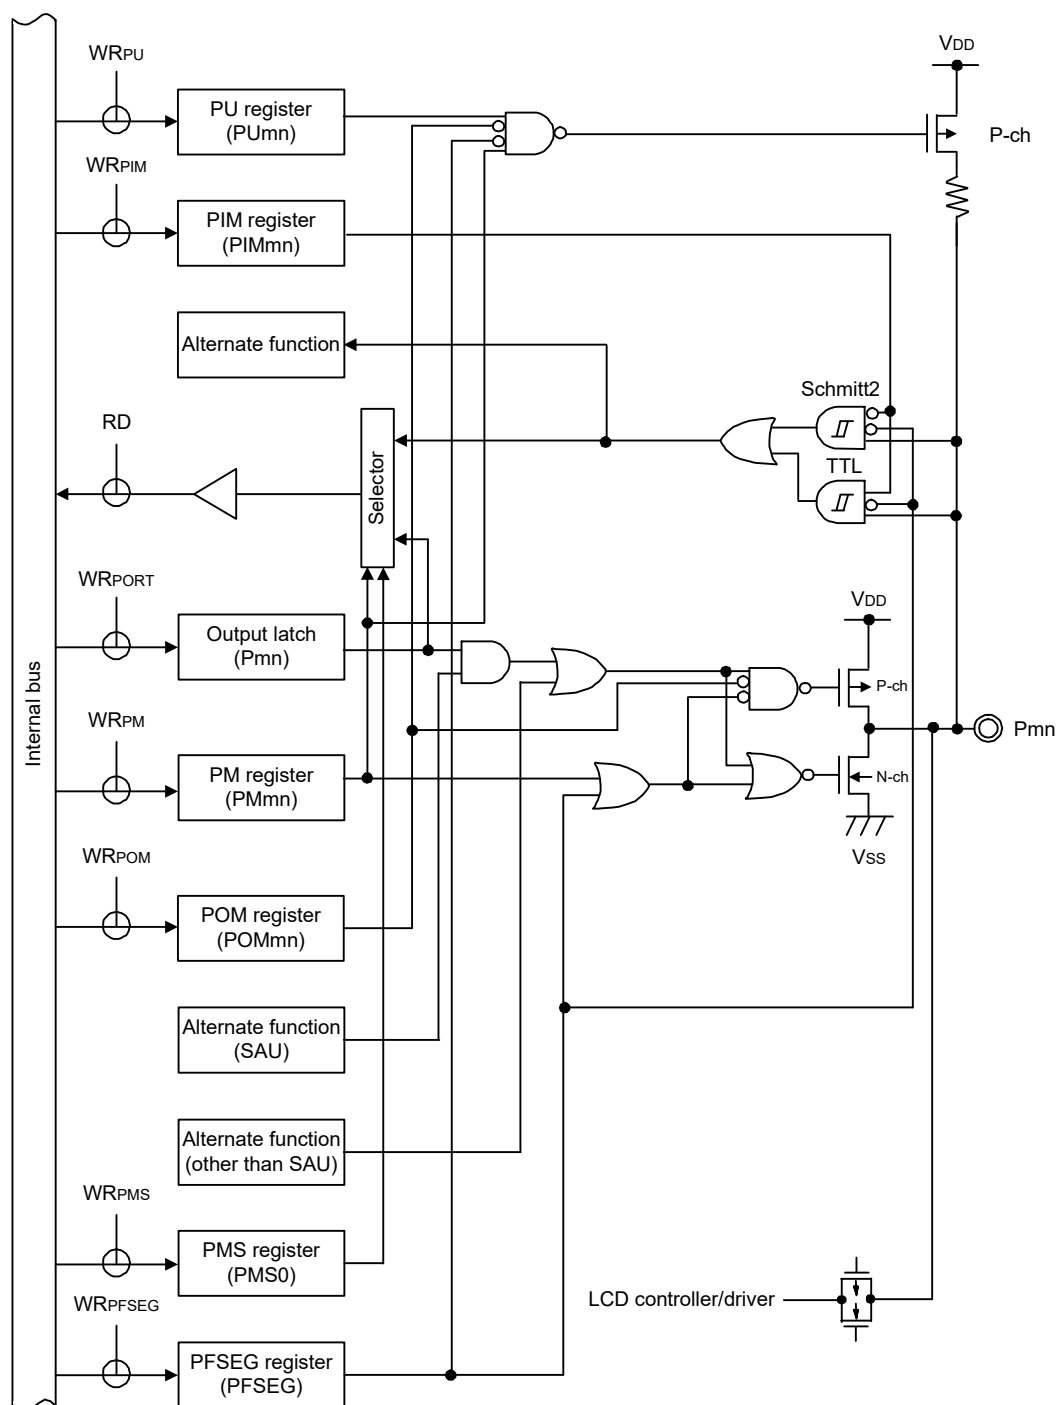 WRPU
VDD
PU register
(PUmn)
P-ch
WRPIM
PIM register
(PIMmn)
Alternate function
Schmitt2
RD
Selector
TTL
WRPORT
VDD
Output latch
(Pmn)
P-ch
Internal bus
WRPM
Pmn
PM register
(PMmn)
N-ch
WRPOM
VSS
POM register
(POMmn)
Alternate function
(SAU)
Alternate function
(other than SAU)
WRPMS
PMS register
(PMS0)
WRPFSEG
LCD controller/driver
PFSEG register
(PFSEG)